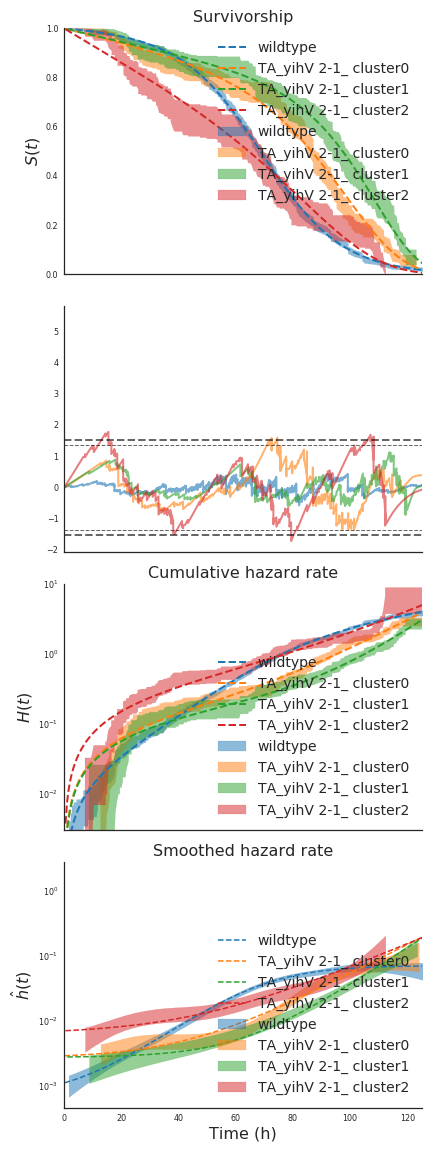 Survivorship
1.0
0.8
0.6
0.4
0.2
0.0
S(t)
wildtype
TA_yihV 2-1_ cluster0
TA_yihV 2-1_ cluster1
TA_yihV 2-1_ cluster2
wildtype
TA_yihV 2-1_ cluster0
TA_yihV 2-1_ cluster1
TA_yihV 2-1_ cluster2
5
4
3
2
1
0
−1
−2
Cumulative hazard rate
10¹
10⁰
10⁻¹
10⁻²
H(t)
wildtype
TA_yihV 2-1_ cluster0
TA_yihV 2-1_ cluster1
TA_yihV 2-1_ cluster2
wildtype
TA_yihV 2-1_ cluster0
TA_yihV 2-1_ cluster1
TA_yihV 2-1_ cluster2
Smoothed hazard rate
10⁰
10⁻¹
10⁻²
10⁻³
ĥ(t)
wildtype
TA_yihV 2-1_ cluster0
TA_yihV 2-1_ cluster1
TA_yihV 2-1_ cluster2
wildtype
TA_yihV 2-1_ cluster0
TA_yihV 2-1_ cluster1
TA_yihV 2-1_ cluster2
0 20 40 60 80 100 120
Time (h)